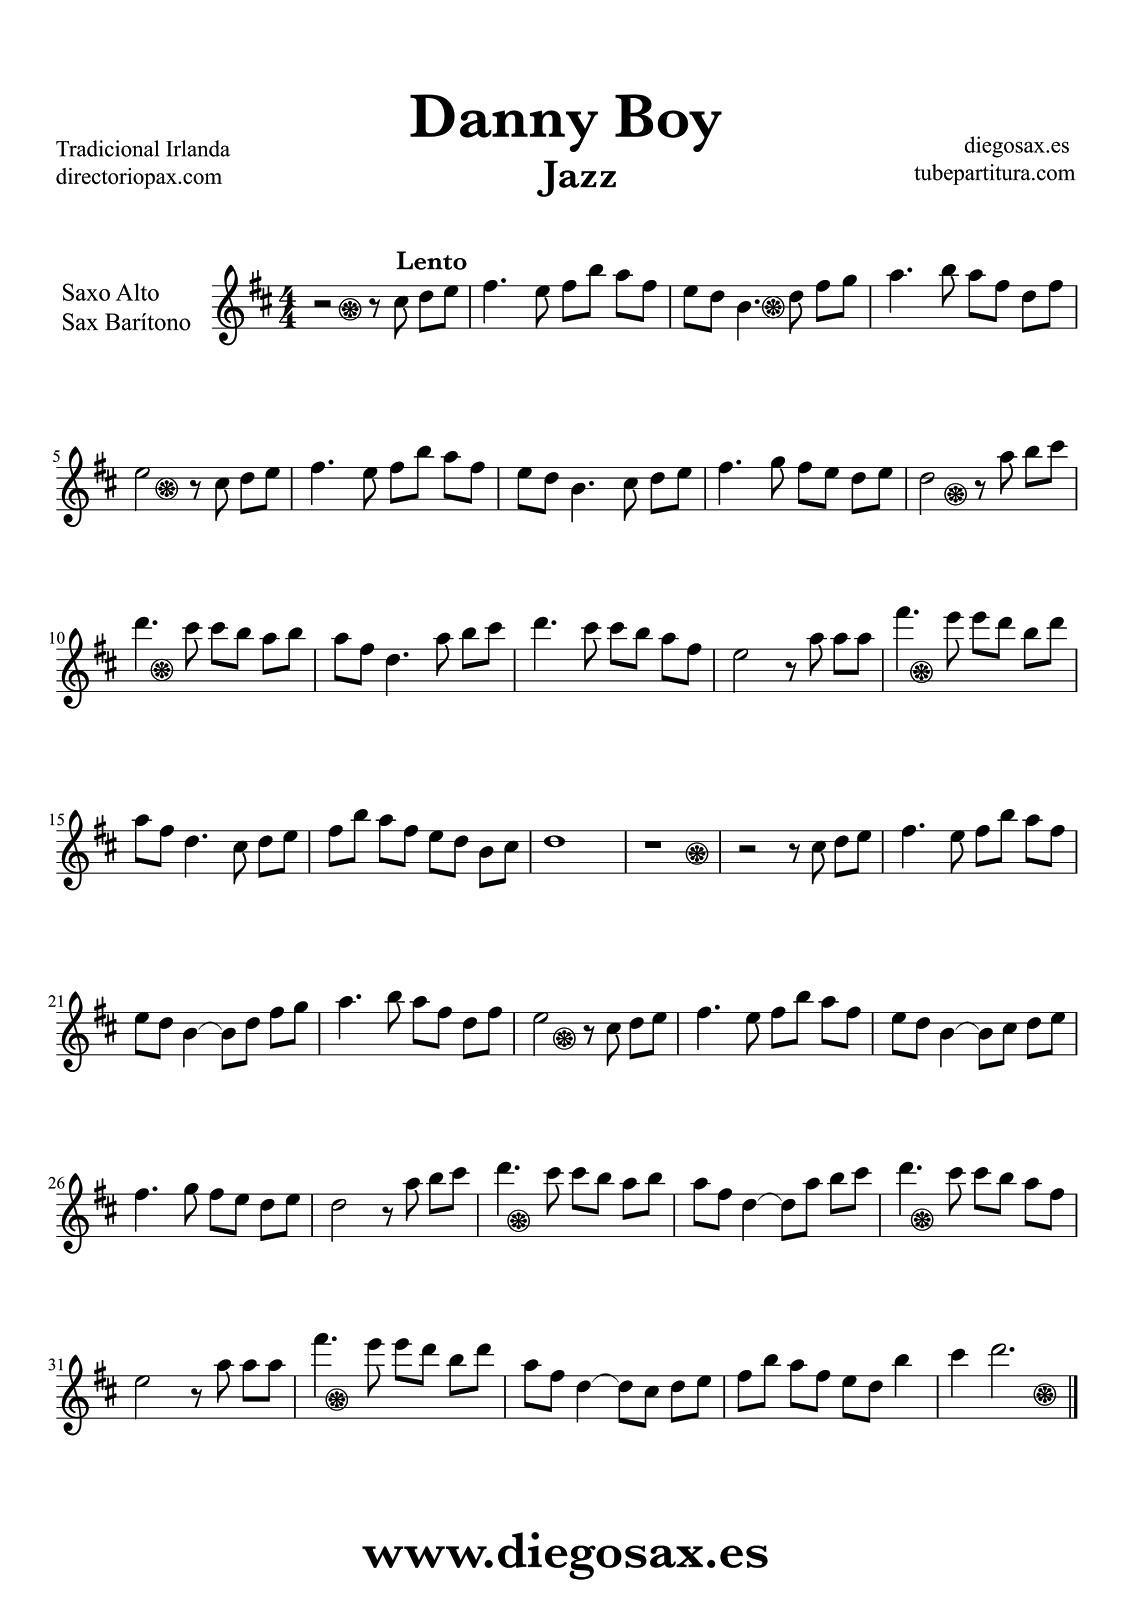 Danny Boy
Jazz
Tradicional Irlanda
directoriopax.com
diegosax.es
tubepartitura.com
Lento
Saxo Alto
Sax Barítono
4
4
5
10
15
21
26
31
www.diegosax.es